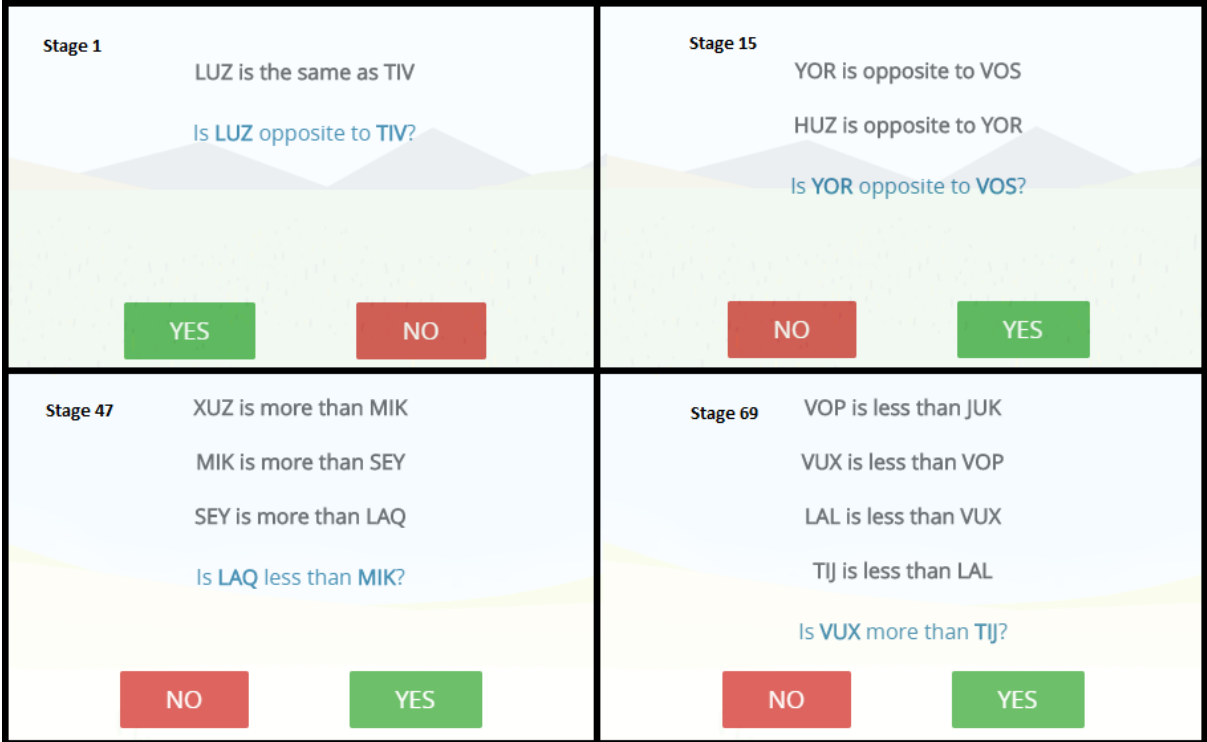 Stage 1
LUZ is the same as TIV
Is LUZ opposite to TIV?
YES NO
Stage 15
YOR is opposite to VOS
HUZ is opposite to YOR
Is YOR opposite to VOS?
NO YES
Stage 47
XUZ is more than MIK
MIK is more than SEY
SEY is more than LAQ
Is LAQ less than MIK?
NO YES
Stage 69
VOP is less than JUK
VUX is less than VOP
LAL is less than VUX
TIJ is less than LAL
Is VUX more than TIJ?
NO YES